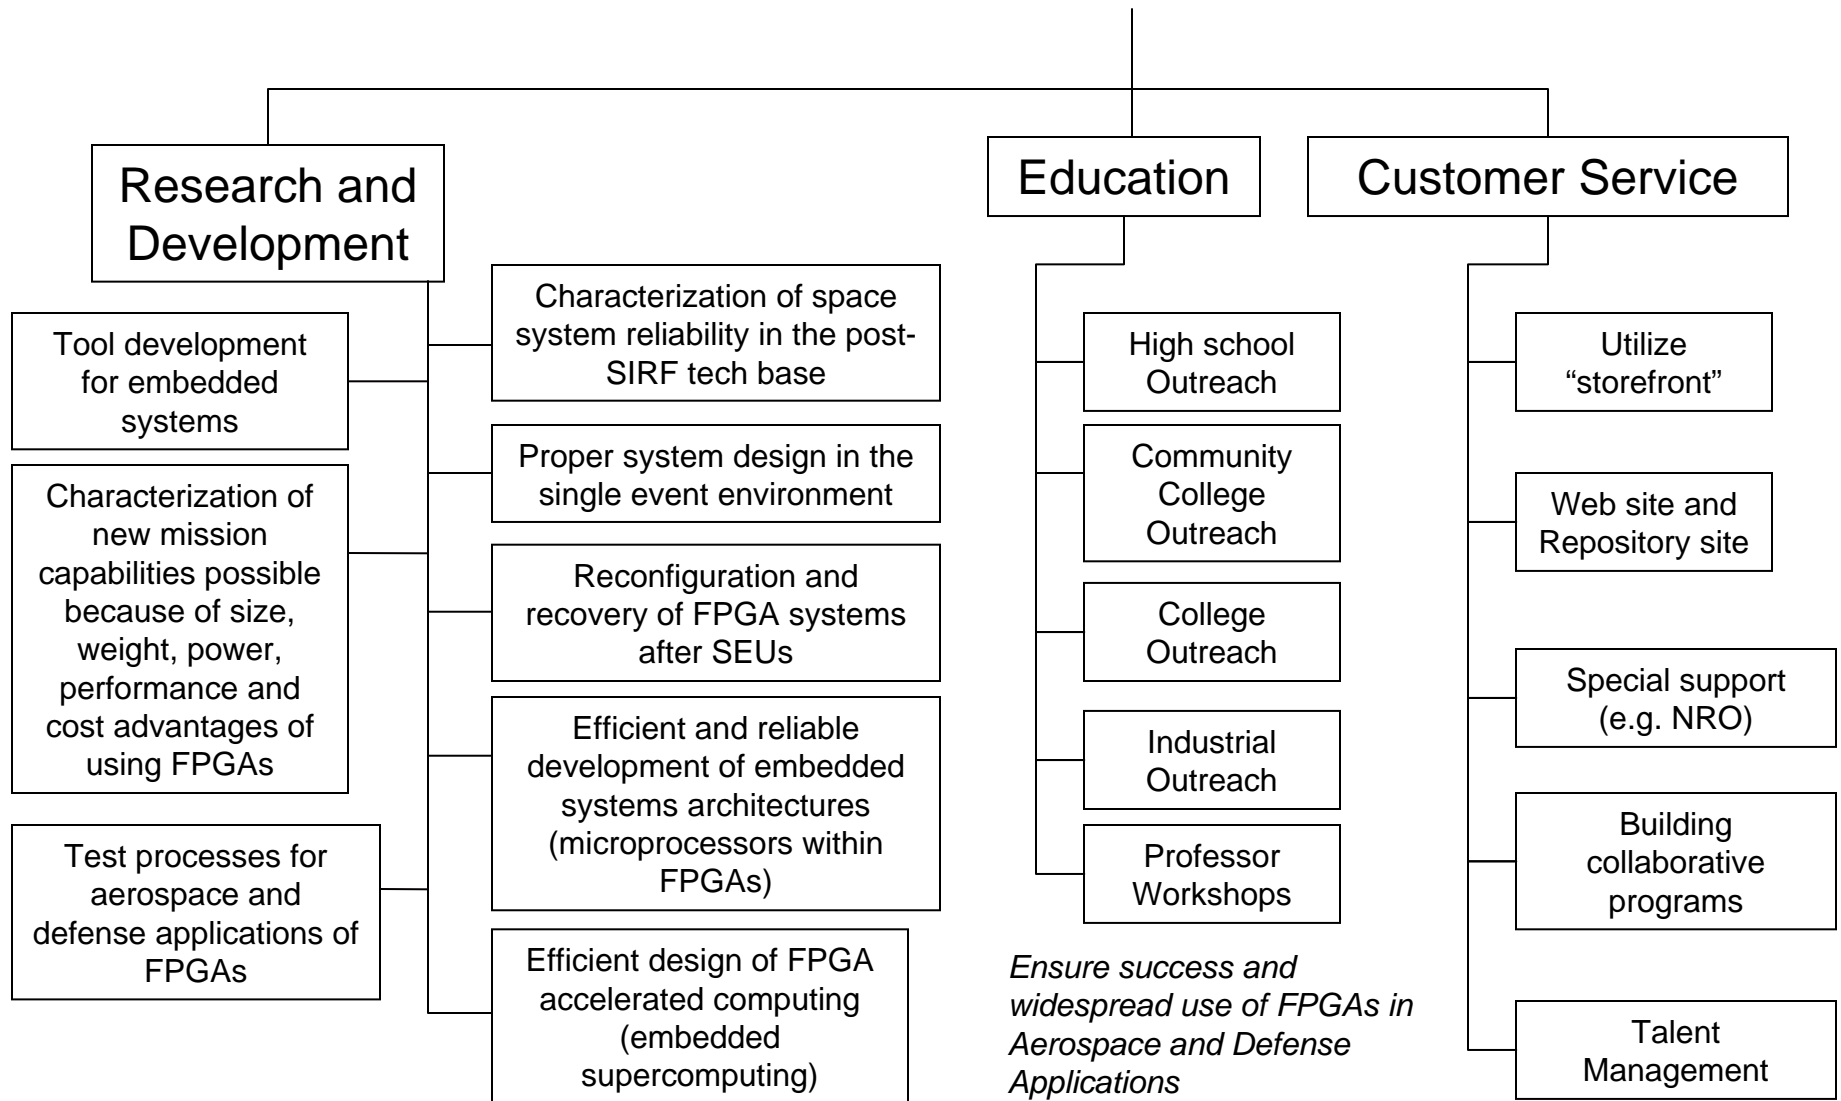 Research and
Development
Education
Customer Service
Tool development
for embedded
systems
Characterization of
new mission
capabilities possible
because of size,
weight, power,
performance and
cost advantages of
using FPGAs
Test processes for
aerospace and
defense applications of
FPGAs
Characterization of space
system reliability in the post-
SIRF tech base
Proper system design in the
single event environment
Reconfiguration and
recovery of FPGA systems
after SEUs
Efficient and reliable
development of embedded
systems architectures
(microprocessors within
FPGAs)
Efficient design of FPGA
accelerated computing
(embedded
supercomputing)
High school
Outreach
Community
College
Outreach
College
Outreach
Industrial
Outreach
Professor
Workshops
Ensure success and
widespread use of FPGAs in
Aerospace and Defense
Applications
Utilize
“storefront”
Web site and
Repository site
Special support
(e.g. NRO)
Building
collaborative
programs
Talent
Management